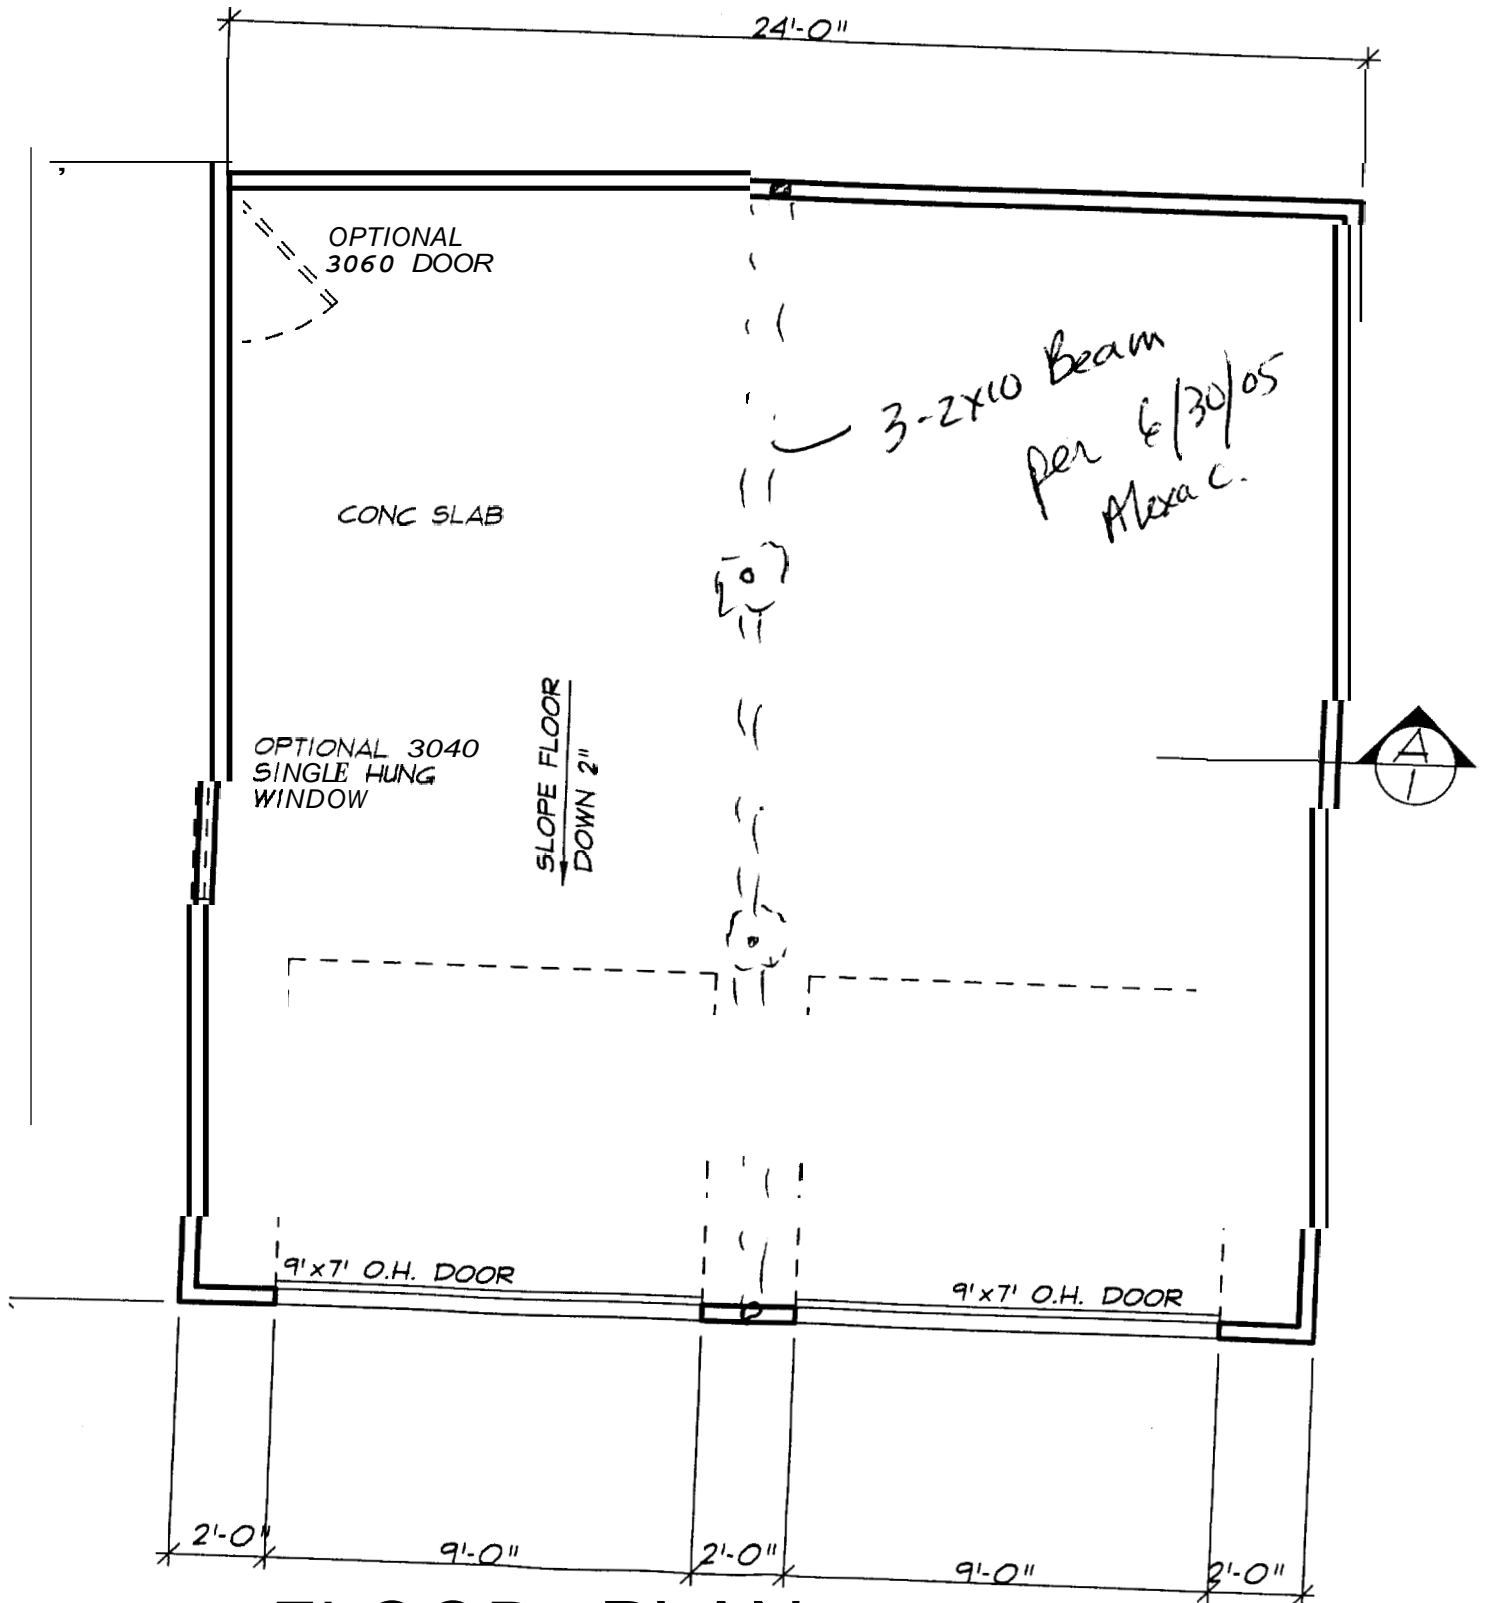 24'-0"
OPTIONAL
3060 DOOR
3-2x10 Beam
per 6/30/05
Alexa C.
CONC SLAB
OPTIONAL 3040
SINGLE HUNG
WINDOW
SLOPE FLOOR
DOWN 2"
A
1
9'x7' O.H. DOOR
9'x7' O.H. DOOR
2'-0"
9'-0"
2'-0"
9'-0"
2'-0"
FLOOR PLAN